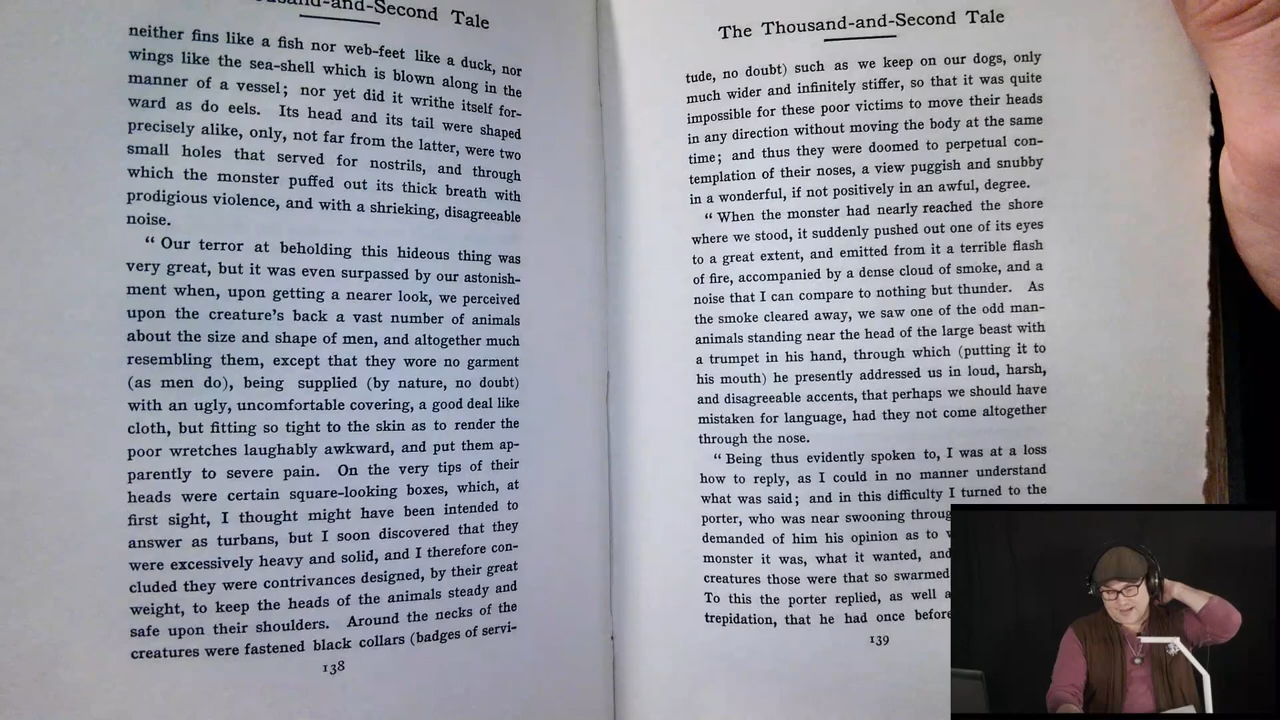 and-Second Tale
neither fins like a fish nor web-feet like a duck, nor
wings like the sea-shell which is blown along in the
manner of a vessel; nor yet did it writhe itself for-
ward as do eels. Its head and its tail were shaped
precisely alike, only, not far from the latter, were two
small holes that served for nostrils, and through
which the monster puffed out its thick breath with
prodigious violence, and with a shrieking, disagreeable
noise.
“ Our terror at beholding this hideous thing was
very great, but it was even surpassed by our astonish-
ment when, upon getting a nearer look, we perceived
upon the creature's back a vast number of animals
about the size and shape of men, and altogether much
resembling them, except that they wore no garment
(as men do), being supplied (by nature, no doubt)
with an ugly, uncomfortable covering, a good deal like
cloth, but fitting so tight to the skin as to render the
poor wretches laughably awkward, and put them ap-
parently to severe pain. On the very tips of their
heads were certain square-looking boxes, which, at
first sight, I thought might have been intended to
answer as turbans, but I soon discovered that they
were excessively heavy and solid, and I therefore con-
cluded they were contrivances designed, by their great
weight, to keep the heads of the animals steady and
safe upon their shoulders. Around the necks of the
creatures were fastened black collars (badges of servi-
138
The Thousand-and-Second Tale
tude, no doubt) such as we keep on our dogs, only
much wider and infinitely stiffer, so that it was quite
impossible for these poor victims to move their heads
in any direction without moving the body at the same
time; and thus they were doomed to perpetual con-
templation of their noses, a view puggish and snubby
in a wonderful, if not positively in an awful, degree.
“ When the monster had nearly reached the shore
where we stood, it suddenly pushed out one of its eyes
to a great extent, and emitted from it a terrible flash
of fire, accompanied by a dense cloud of smoke, and a
noise that I can compare to nothing but thunder. As
the smoke cleared away, we saw one of the odd man-
animals standing near the head of the large beast with
a trumpet in his hand, through which (putting it to
his mouth) he presently addressed us in loud, harsh,
and disagreeable accents, that perhaps we should have
mistaken for language, had they not come altogether
through the nose.
“ Being thus evidently spoken to, I was at a loss
how to reply, as I could in no manner understand
what was said; and in this difficulty I turned to the
porter, who was near swooning
demanded of him his opinion as to
monster it was, what it wanted, and
creatures those were that so swarmed
To this the porter replied, as well
trepidation, that he had once before
139